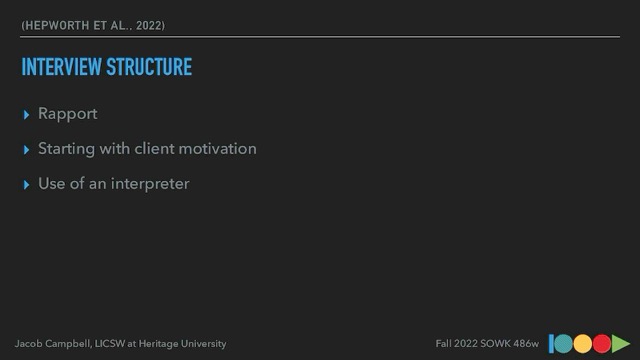 (HEPWORTH ET AL., 2022)
INTERVIEW STRUCTURE
Rapport
Starting with client motivation
Use of an interpreter
Jacob Campbell, LICSW at Heritage University
Fall 2022 SOWK 486w